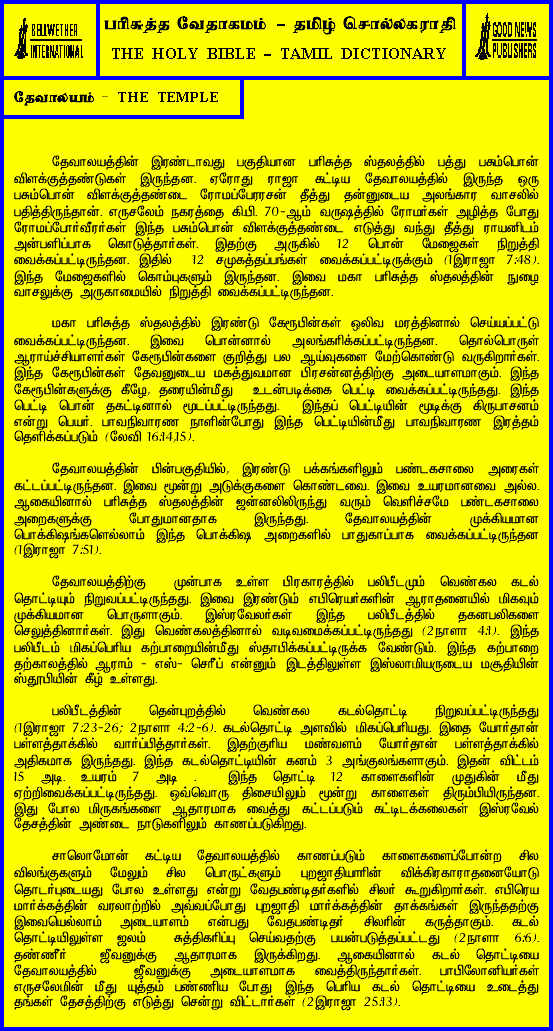 BELLWETHER
INTERNATIONAL
பரிசுத்த வேதாகமம் – தமிழ் சொல்லகராதி
THE HOLY BIBLE – TAMIL DICTIONARY
GOOD NEWS
PUBLISHERS
தேவாலயம் – THE TEMPLE
தேவாலயத்தின் இரண்டாவது பகுதியான பரிசுத்த ஸ்தலத்தில் பத்து பசும்பொன்
விளக்குத்தண்டுகள் இருந்தன. ஏரோது ராஜா கட்டிய தேவாலயத்தில் இருந்த ஒரு
பசும்பொன் விளக்குத்தண்டை ரோமப்பேரரசன் தீத்து தன்னுடைய அலங்கார வாசலில்
பதித்திருந்தான். எருசலேம் நகரத்தை கி.பி. 70-ஆம் வருஷத்தில் ரோமர்கள் அழித்த போது
ரோமபோர்வீரர்கள் இந்த பசும்பொன் விளக்குத்தண்டை எடுத்து வந்து தீத்து ராயனிடம்
அன்பளிப்பாக கொடுத்தார்கள். இதற்கு அருகில் 12 பொன் மேஜைகள் நிறுத்தி
வைக்கப்பட்டிருந்தன. இதில் 12 சமுகத்தப்பங்கள் வைக்கப்பட்டிருக்கும் (1இராஜா 7:48).
இந்த மேஜைகளில் கொம்புகளும் இருந்தன. இவை மகா பரிசுத்த ஸ்தலத்தின் நுழை
வாசலுக்கு அருகாமையில் நிறுத்தி வைக்கப்பட்டிருந்தன.
மகா பரிசுத்த ஸ்தலத்தில் இரண்டு கேரூபின்கள் ஒலிவ மரத்தினால் செய்யப்பட்டு
வைக்கப்பட்டிருந்தன. இவை பொன்னால் அலங்கரிக்கப்பட்டிருந்தன. தொல்பொருள்
ஆராய்ச்சியாளர்கள் கேரூபின்களை குறித்து பல ஆய்வுகளை மேற்கொண்டு வருகிறார்கள்.
இந்த கேரூபின்கள் தேவனுடைய மகத்துவமான பிரசன்னத்திற்கு அடையாளமாகும். இந்த
கேரூபின்களுக்கு கீழே, தரையின்மீது உடன்படிக்கை பெட்டி வைக்கப்பட்டிருந்தது. இந்த
பெட்டி பொன் தகட்டினால் மூடப்பட்டிருந்தது. இந்தப் பெட்டியின் மூடிக்கு கிருபாசனம்
என்று பெயர். பாவநிவாரண நாளின்போது இந்த பெட்டியின்மீது பாவநிவாரண இரத்தம்
தெளிக்கப்படும் (லேவி 16:14,15).
தேவாலயத்தின் பின்பகுதியில், இரண்டு பக்கங்களிலும் பண்டகசாலை அரைகள்
கட்டப்பட்டிருந்தன. இவை மூன்று அடுக்குகளை கொண்டவை. இவை உயரமானவை அல்ல.
ஆகையினால் பரிசுத்த ஸ்தலத்தின் ஜன்னலிலிருந்து வரும் வெளிச்சமே பண்டகசாலை
அறைகளுக்கு போதுமானதாக இருந்தது. தேவாலயத்தின் முக்கியமான
பொக்கிஷங்களெல்லாம் இந்த பொக்கிஷ அறைகளில் பாதுகாப்பாக வைக்கப்பட்டிருந்தன
(1இராஜா 7:51).
தேவாலயத்திற்கு முன்பாக உள்ள பிரகாரத்தில் பலிபீடமும் வெண்கல கடல்
தொட்டியும் நிறுவப்பட்டிருந்தது. இவை இரண்டும் எபிரெயர்களின் ஆராதனையில் மிகவும்
முக்கியமான பொருளாகும். இஸ்ரவேலர்கள் இந்த பலிபீடத்தில் தகனபலிகளை
செலுத்தினார்கள். இது வெண்கலத்தினால் வடிவமைக்கப்பட்டிருந்தது (2நாளா 4:1). இந்த
பலிபீடம் மிகப்பெரிய கற்பாறையின்மீது ஸ்தாபிக்கப்பட்டிருக்க வேண்டும். இந்த கற்பாறை
தற்காலத்தில் ஆராம் - எஸ்- ஷெரீப் என்னும் இடத்திலுள்ள இஸ்லாமியருடைய மசூதியின்
ஸ்தூபியின் கீழ் உள்ளது.
பலிபீடத்தின் தென்புறத்தில் வெண்கல கடல்தொட்டி நிறுவப்பட்டிருந்தது
(1இராஜா 7:23-26; 2நாளா 4:2-6). கடல்தொட்டி அளவில் மிகப்பெரியது. இதை யோர்தான்
பள்ளத்தாக்கில் வார்ப்பித்தார்கள். இதற்குரிய மண்வளம் யோர்தான் பள்ளத்தாக்கில்
அதிகமாக இருந்தது. இந்த கடல்தொட்டியின் கனம் 3 அங்குலங்களாகும். இதன் விட்டம்
15 அடி. உயரம் 7 அடி . இந்த தொட்டி 12 காளைகளின் முதுகின் மீது
ஏற்றிவைக்கப்பட்டிருந்தது. ஒவ்வொரு திசையிலும் மூன்று காளைகள் திரும்பியிருந்தன.
இது போல மிருகங்களை ஆதாரமாக வைத்து கட்டப்படும் கட்டிடக்கலைகள் இஸ்ரவேல்
தேசத்தின் அண்டை நாடுகளிலும் காணப்படுகிறது.
சாலொமோன் கட்டிய தேவாலயத்தில் காணப்படும் காளைகளைப்போன்ற சில
விலங்குகளும் மேலும் சில பொருட்களும் புறஜாதியாரின் விக்கிரகாராதனையோடு
தொடர்புடையது போல உள்ளது என்று வேதபண்டிதர்களில் சிலர் கூறுகிறார்கள். எபிரெய
மார்க்கத்தின் வரலாற்றில் அவ்வப்போது புறஜாதி மார்க்கத்தின் தாக்கங்கள் இருந்ததற்கு
இவையெல்லாம் அடையாளம் என்பது வேதபண்டிதர் சிலரின் கருத்தாகும். கடல்
தொட்டியிலுள்ள ஜலம் சுத்திகரிப்பு செய்வதற்கு பயன்படுத்தப்பட்டது (2நாளா 6:6).
தண்ணீர் ஜீவனுக்கு ஆதாரமாக இருக்கிறது. ஆகையினால் கடல் தொட்டியை
தேவாலயத்தில் ஜீவனுக்கு அடையாளமாக வைத்திருந்தார்கள். பாபிலோனியர்கள்
எருசலேமின் மீது யுத்தம் பண்ணிய போது இந்த பெரிய கடல் தொட்டியை உடைத்து
தங்கள் தேசத்திற்கு எடுத்து சென்று விட்டார்கள் (2இராஜா 25:13).